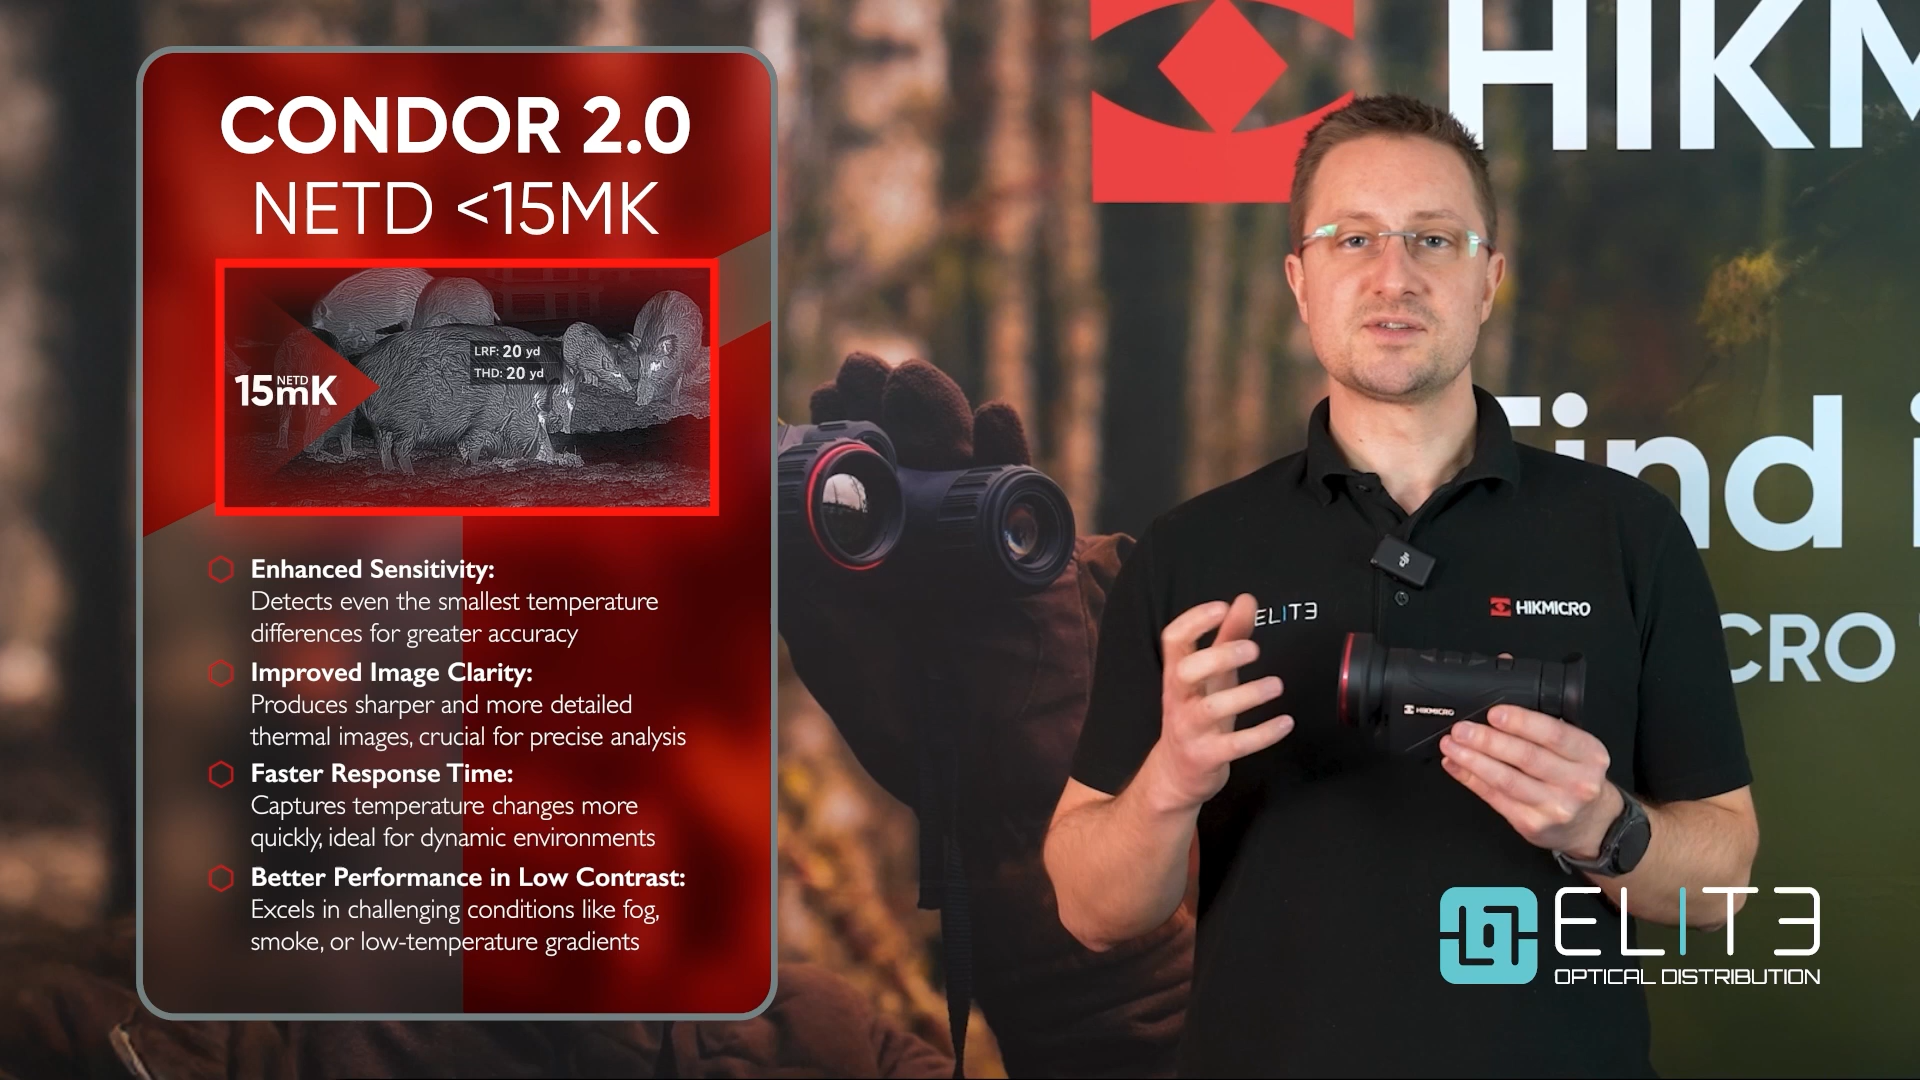 CONDOR 2.0
NETD <15MK
LRF: 20 yd
THD: 20 yd
NETD
15mK
Enhanced Sensitivity:
Detects even the smallest temperature
differences for greater accuracy
Improved Image Clarity:
Produces sharper and more detailed
thermal images, crucial for precise analysis
Faster Response Time:
Captures temperature changes more
quickly, ideal for dynamic environments
Better Performance in Low Contrast:
Excels in challenging conditions like fog,
smoke, or low-temperature gradients
HIKM
Find i
CRO
ELIT3
HIKMICRO
dji
HIKMICRO
ELIT3
OPTICAL DISTRIBUTION